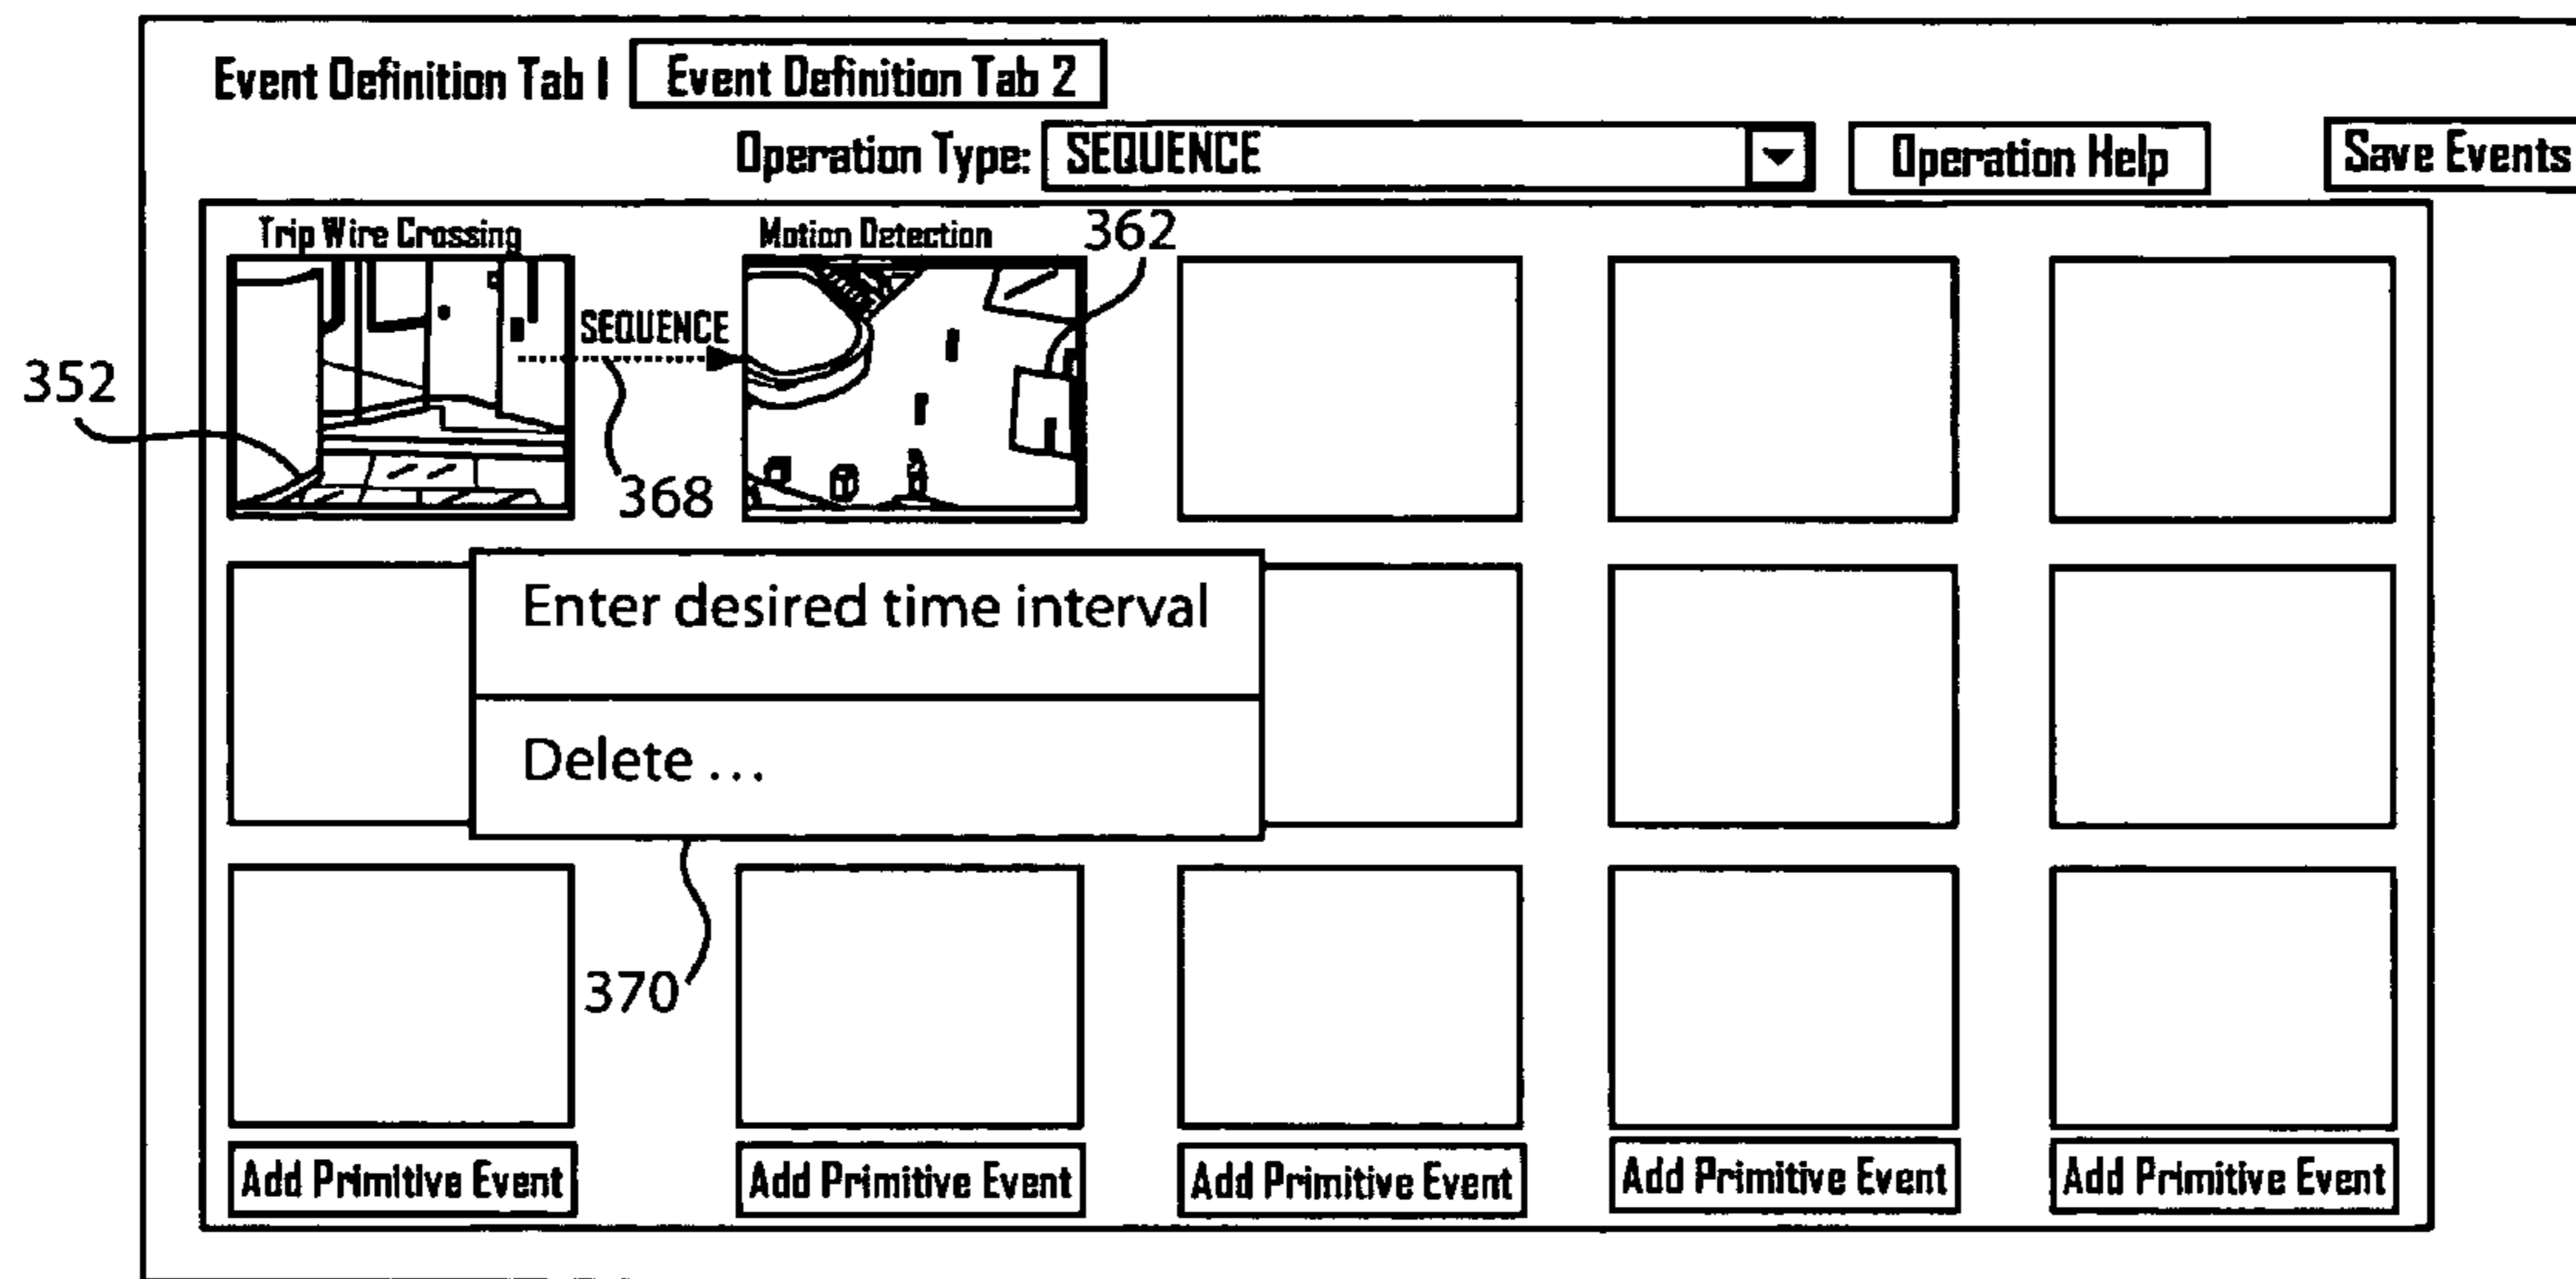 Event Definition Tab 1 Event Definition Tab 2
Operation Type: SEQUENCE Operation Help Save Events
Trip Wire Crossing Motion Detection 362
SEQUENCE
352
368
Enter desired time interval
Delete ...
370
Add Primitive Event Add Primitive Event Add Primitive Event Add Primitive Event Add Primitive Event